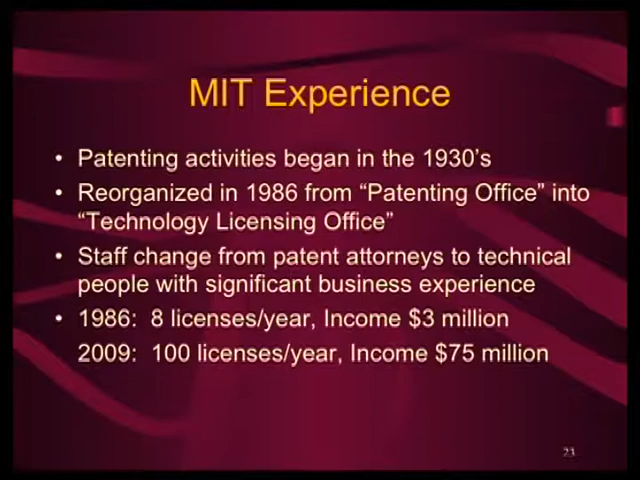 MIT Experience
• Patenting activities began in the 1930's
• Reorganized in 1986 from “Patenting Office” into
“Technology Licensing Office”
• Staff change from patent attorneys to technical
people with significant business experience
• 1986: 8 licenses/year, Income $3 million
2009: 100 licenses/year, Income $75 million
23